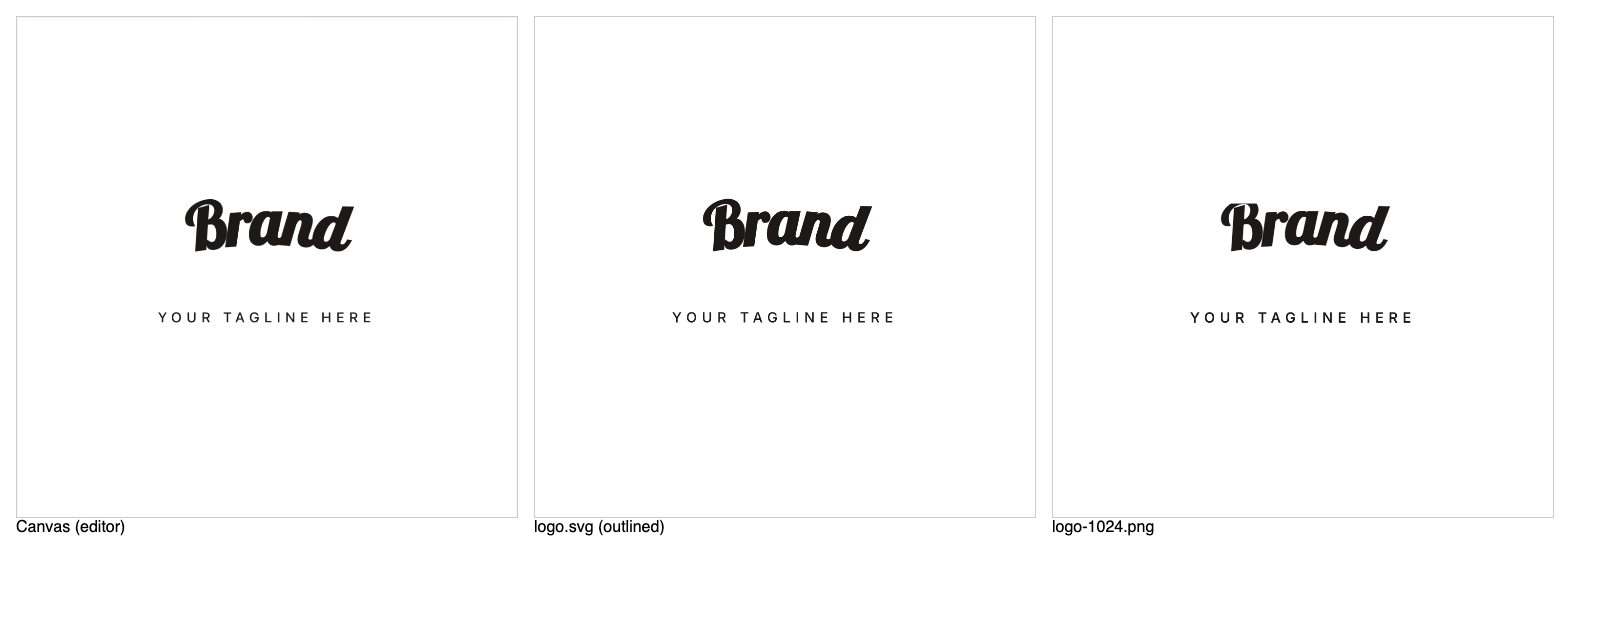 Brand
YOUR TAGLINE HERE
Canvas (editor)
Brand
YOUR TAGLINE HERE
logo.svg (outlined)
Brand
YOUR TAGLINE HERE
logo-1024.png